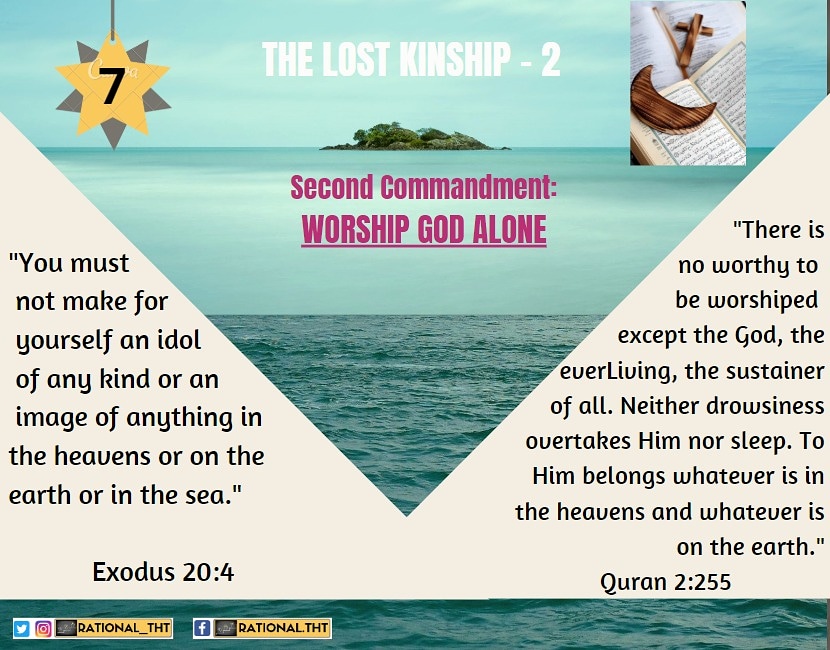 7
THE LOST KINSHIP - 2
Second Commandment:
WORSHIP GOD ALONE
"You must
not make for
yourself an idol
of any kind or an
image of anything in
the heavens or on the
earth or in the sea."
Exodus 20:4
"There is
no worthy to
be worshiped
except the God, the
everLiving, the sustainer
of all. Neither drowsiness
overtakes Him nor sleep. To
Him belongs whatever is in
the heavens and whatever is
on the earth."
Quran 2:255
RATIONAL_THT
RATIONAL.THT